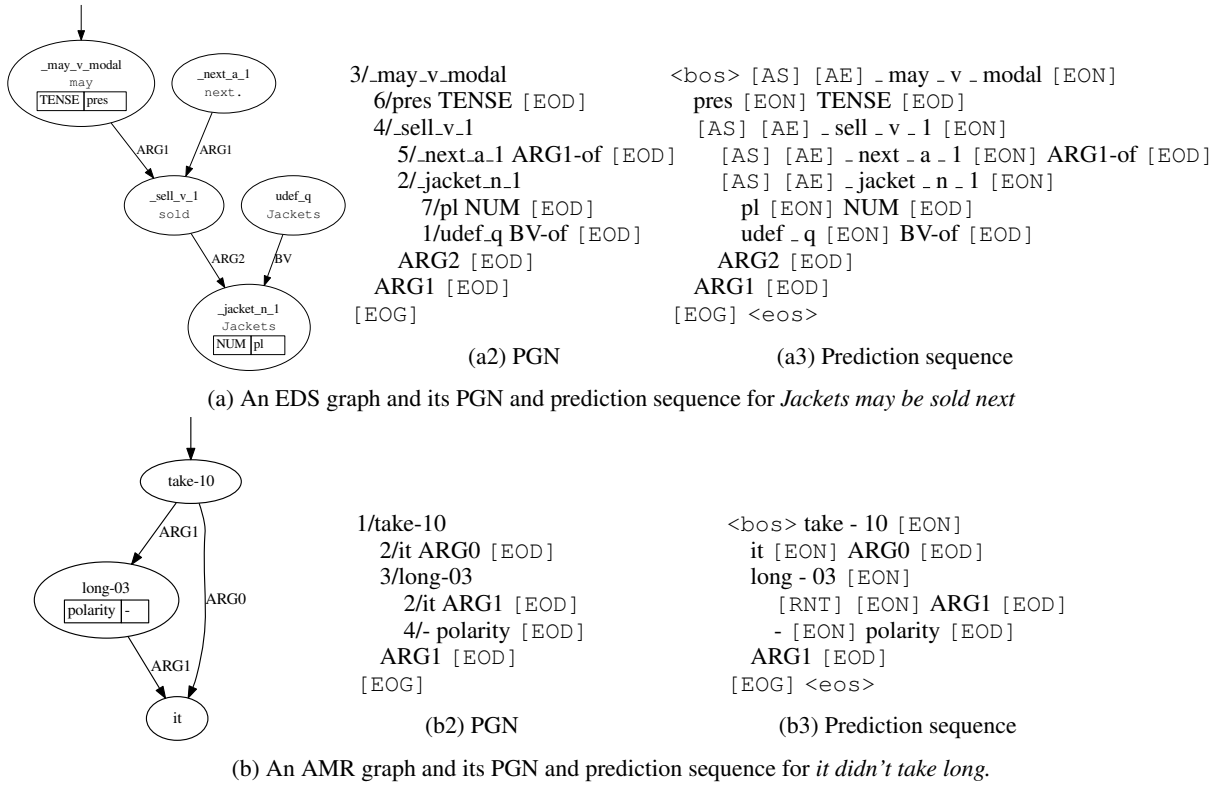 _may_v_modal
may
TENSE pres
_next_a_1
next.
ARG1
ARG1
_sell_v_1
sold
udef_q
Jackets
ARG2
BV
_jacket_n_1
Jackets
NUM pl
3/_may_v_modal
6/pres TENSE [EOD]
4/_sell_v_1
5/_next_a_1 ARG1-of [EOD]
2/_jacket_n_1
7/pl NUM [EOD]
1/udef_q BV-of [EOD]
ARG2 [EOD]
ARG1 [EOD]
[EOG]
(a2) PGN
<bos> [AS] [AE] _ may _ v _ modal [EON]
pres [EON] TENSE [EOD]
[AS] [AE] _ sell _ v _ 1 [EON]
[AS] [AE] _ next _ a _ 1 [EON] ARG1-of [EOD]
[AS] [AE] _ jacket _ n _ 1 [EON]
pl [EON] NUM [EOD]
udef _ q [EON] BV-of [EOD]
ARG2 [EOD]
ARG1 [EOD]
[EOG] <eos>
(a3) Prediction sequence
(a) An EDS graph and its PGN and prediction sequence for Jackets may be sold next
take-10
ARG1
long-03
polarity -
ARG0
ARG1
it
1/take-10
2/it ARG0 [EOD]
3/long-03
2/it ARG1 [EOD]
4/- polarity [EOD]
ARG1 [EOD]
[EOG]
(b2) PGN
<bos> take - 10 [EON]
it [EON] ARG0 [EOD]
long - 03 [EON]
[RNT] [EON] ARG1 [EOD]
- [EON] polarity [EOD]
ARG1 [EOD]
[EOG] <eos>
(b3) Prediction sequence
(b) An AMR graph and its PGN and prediction sequence for it didn't take long.